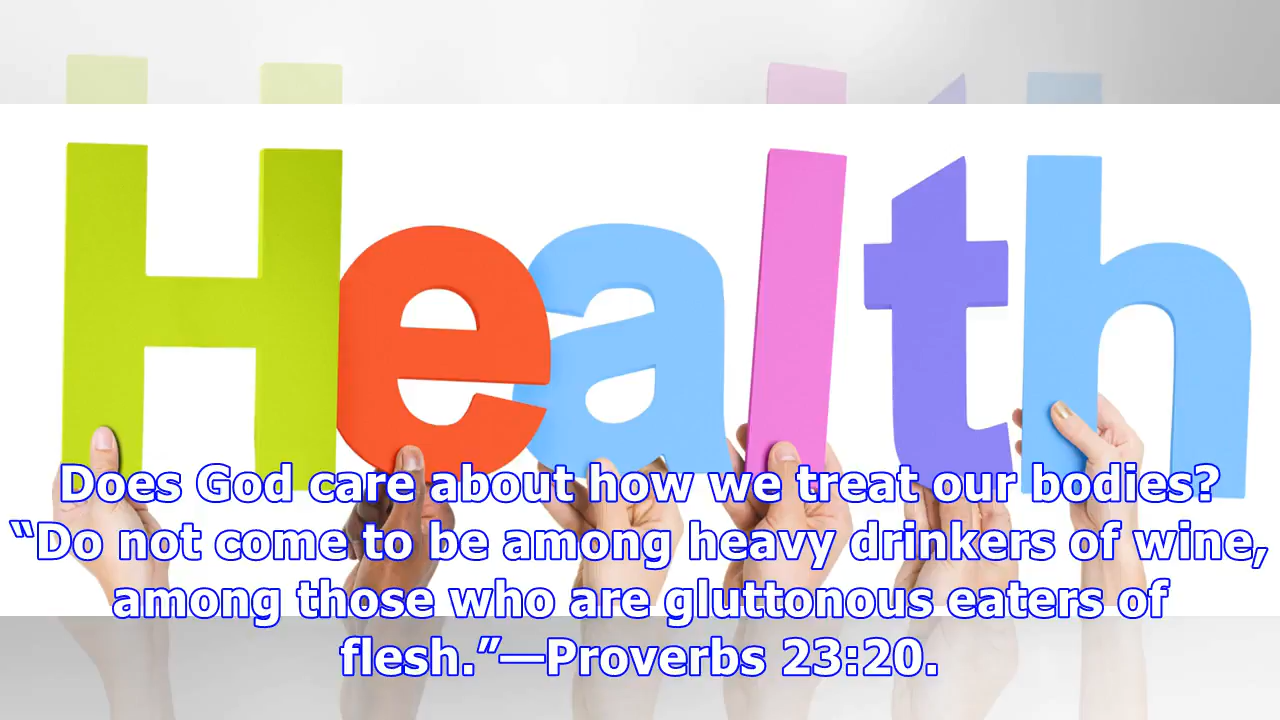 Health
Does God care about how we treat our bodies?
“Do not come to be among heavy drinkers of wine,
among those who are gluttonous eaters of
flesh.”—Proverbs 23:20.